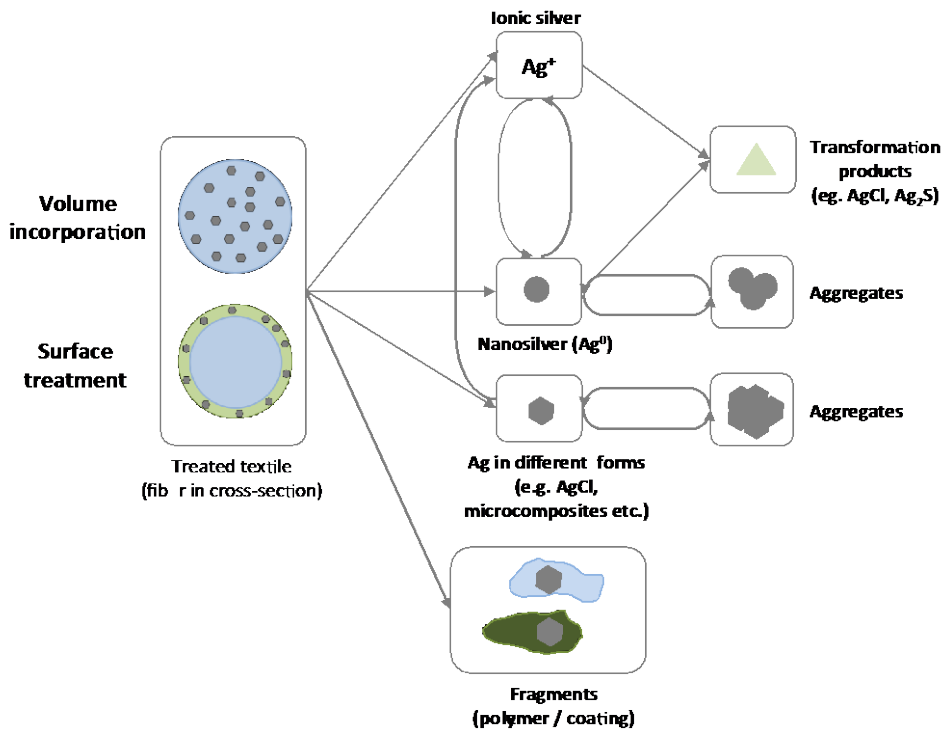 Ionic silver
Ag⁺
Volume
incorporation
Surface
treatment
Treated textile
(fib r in cross-section)
Transformation
products
(eg. AgCl, Ag₂S)
Nanosilver (Ag⁰)
Aggregates
Aggregates
Ag in different forms
(e.g. AgCl,
microcomposites etc.)
Fragments
(polymer / coating)